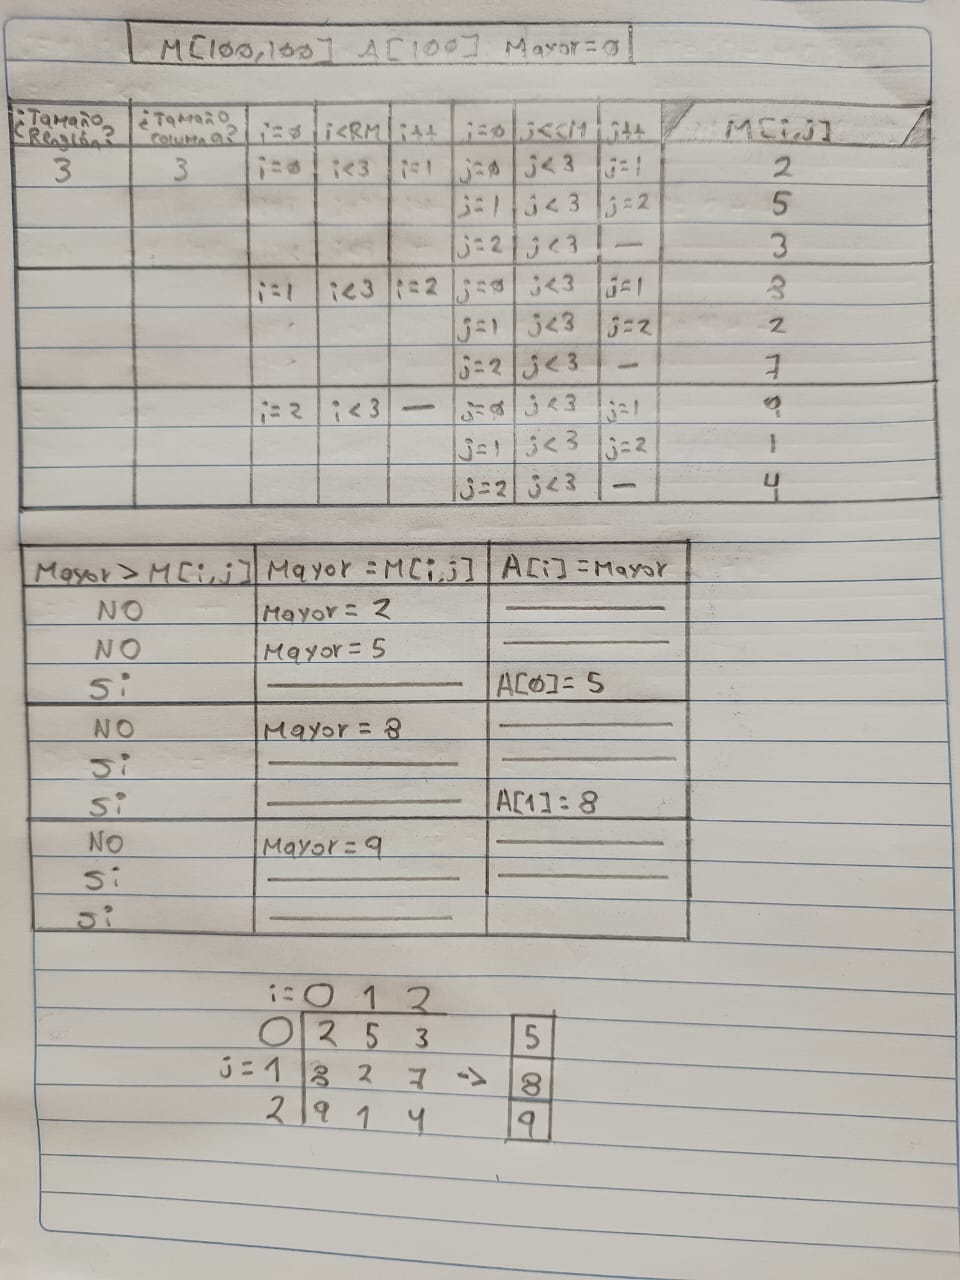 M[100,100] A[100] Mayor=0
¿Tamaño Renglón? ¿Tamaño columna? i=0 i<RM i++ j=0 j<CM j++ M[i,j]
3 3 i=0 i<3 i=1 j=0 j<3 j=1 2
j=1 j<3 j=2 5
j=2 j<3 — 3
i=1 i<3 i=2 j=0 j<3 j=1 8
j=1 j<3 j=2 2
j=2 j<3 — 7
i=2 i<3 — j=0 j<3 j=1 9
j=1 j<3 j=2 1
j=2 j<3 — 4
Mayor > M[i,j] Mayor = M[i,j] A[i]=Mayor
NO Mayor = 2 —
NO Mayor = 5 —
Si — A[0]= 5
NO Mayor = 8 —
Si — —
Si — A[1]= 8
NO Mayor = 9 —
Si — —
Si —
i= 0 1 2
0 2 5 3 5
j= 1 8 2 7 -> 8
2 9 1 4 9